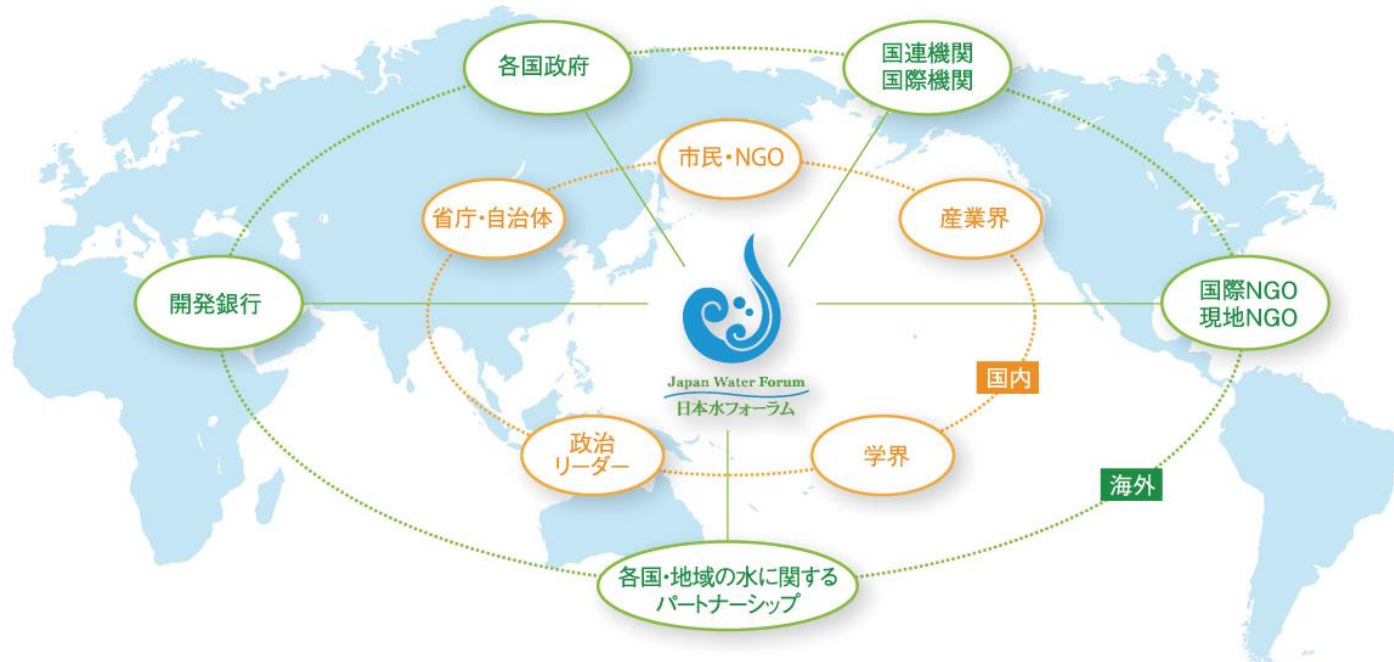 各国政府
国連機関
国際機関
市民・NGO
省庁・自治体
産業界
開発銀行
国際NGO
現地NGO
Japan Water Forum
日本水フォーラム
国内
政治
リーダー
学界
海外
各国・地域の水に関する
パートナーシップ